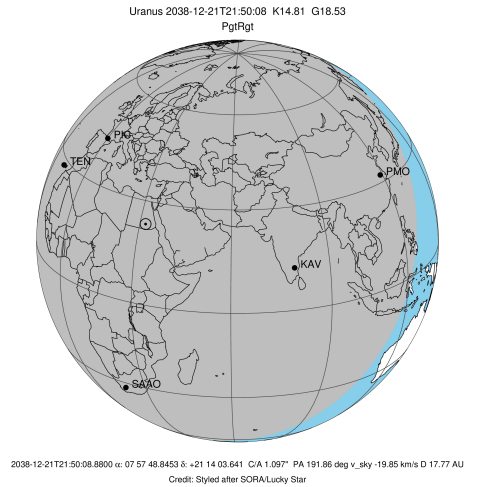 Uranus 2038-12-21T21:50:08 K14.81 G18.53
PgtRgt
PIC
TEN
PMO
KAV
SAAO
2038-12-21T21:50:08.8800 α: 07 57 48.8453 δ: +21 14 03.641 C/A 1.097" PA 191.86 deg v_sky -19.85 km/s D 17.77 AU
Credit: Styled after SORA/Lucky Star